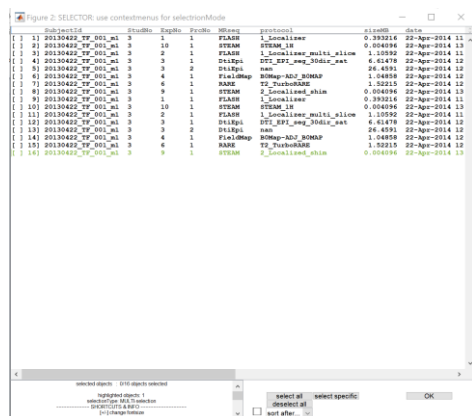 Figure 2: SELECTOR: use contextmenus for selectrionMode
SubjectId StudNo ExpNo PrcNo MRseq protocol sizeMB date
[ ] 1] 20130422_TF_001_m1 3 1 1 FLASH 1_Localizer 0.393216 22-Apr-2014 11
[ ] 2] 20130422_TF_001_m1 3 10 1 STEAM STEAM_1H 0.004096 22-Apr-2014 13
[ ] 3] 20130422_TF_001_m1 3 2 1 FLASH 1_Localizer_multi_slice 1.10592 22-Apr-2014 11
[ ] 4] 20130422_TF_001_m1 3 3 1 DtiEpi DTI_EPI_seg_30dir_sat 6.61478 22-Apr-2014 12
[ ] 5] 20130422_TF_001_m1 3 3 2 DtiEpi nan 26.4591 22-Apr-2014 12
[ ] 6] 20130422_TF_001_m1 3 4 1 FieldMap B0Map-ADJ_B0MAP 1.04858 22-Apr-2014 12
[ ] 7] 20130422_TF_001_m1 3 6 1 RARE T2_TurboRARE 1.52215 22-Apr-2014 12
[ ] 8] 20130422_TF_001_m1 3 9 1 STEAM 2_Localized_shim 0.004096 22-Apr-2014 13
[ ] 9] 20130422_TF_001_m1 3 1 1 FLASH 1_Localizer 0.393216 22-Apr-2014 11
[ ] 10] 20130422_TF_001_m1 3 10 1 STEAM STEAM_1H 0.004096 22-Apr-2014 13
[ ] 11] 20130422_TF_001_m1 3 2 1 FLASH 1_Localizer_multi_slice 1.10592 22-Apr-2014 11
[ ] 12] 20130422_TF_001_m1 3 3 1 DtiEpi DTI_EPI_seg_30dir_sat 6.61478 22-Apr-2014 12
[ ] 13] 20130422_TF_001_m1 3 3 2 DtiEpi nan 26.4591 22-Apr-2014 12
[ ] 14] 20130422_TF_001_m1 3 4 1 FieldMap B0Map-ADJ_B0MAP 1.04858 22-Apr-2014 12
[ ] 15] 20130422_TF_001_m1 3 6 1 RARE T2_TurboRARE 1.52215 22-Apr-2014 12
[ ] 16] 20130422_TF_001_m1 3 9 1 STEAM 2_Localized_shim 0.004096 22-Apr-2014 13
selected objects : 0/16 objects selected
highlighted objects: 1
selectionType: MULTI-selection
SHORTCUTS & INFO
[+/-] change fontsize
select all select specific OK
deselect all
sort after...